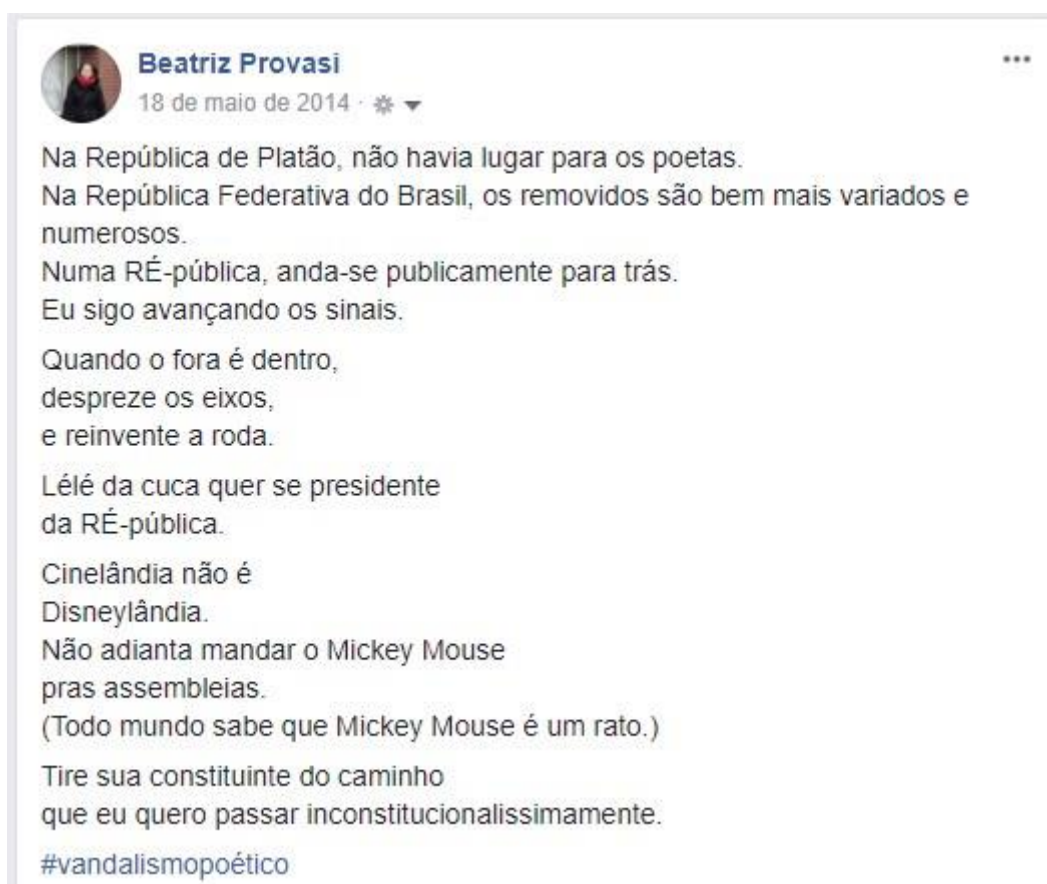 Beatriz Provasi
18 de maio de 2014 ·
Na República de Platão, não havia lugar para os poetas.
Na República Federativa do Brasil, os removidos são bem mais variados e
numerosos.
Numa RÉ-pública, anda-se publicamente para trás.
Eu sigo avançando os sinais.
Quando o fora é dentro,
despreze os eixos,
e reinvente a roda.
Lélé da cuca quer se presidente
da RÉ-pública.
Cinelândia não é
Disneylândia.
Não adianta mandar o Mickey Mouse
pras assembleias.
(Todo mundo sabe que Mickey Mouse é um rato.)
Tire sua constituinte do caminho
que eu quero passar inconstitucionalissimamente.
#vandalismopoético